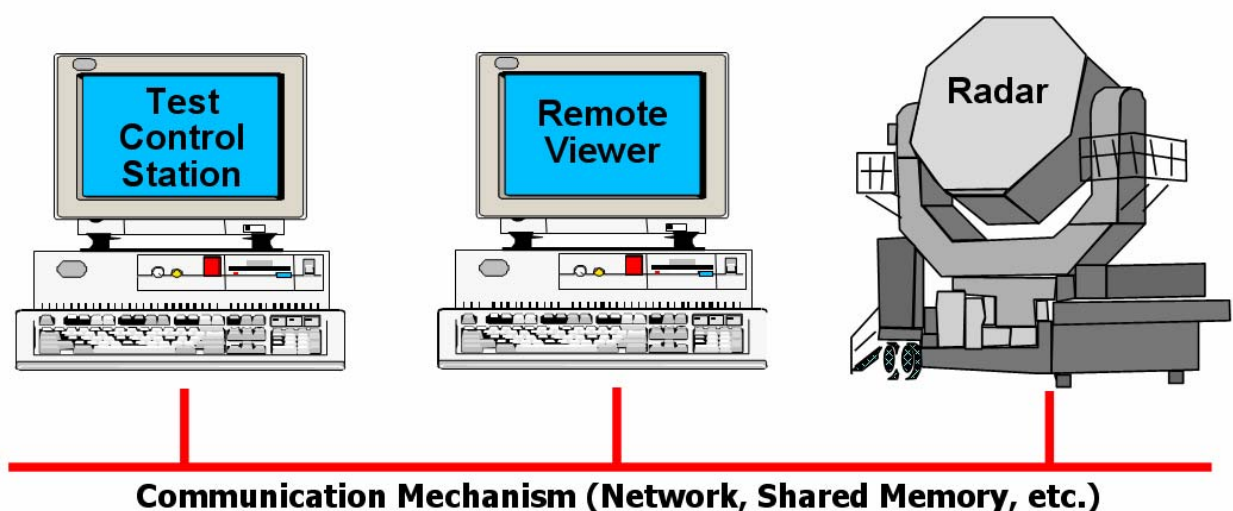 Test
Control
Station
Remote
Viewer
Radar
Communication Mechanism (Network, Shared Memory, etc.)